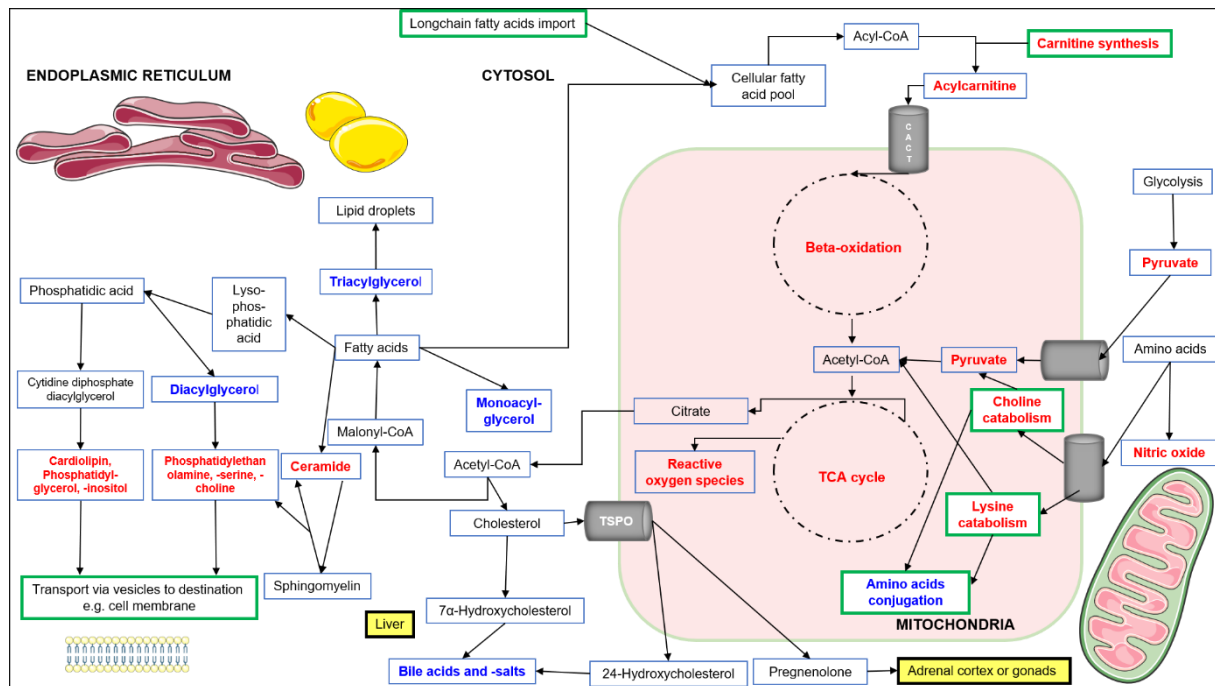 Longchain fatty acids import
Acyl-CoA
Carnitine synthesis
ENDOPLASMIC RETICULUM
CYTOSOL
Cellular fatty
acid pool
Acylcarnitine
CACT
Glycolysis
Lipid droplets
Beta-oxidation
Pyruvate
Triacylglycerol
Phosphatidic acid
Lyso-
phos-
phatidic
acid
Fatty acids
Acetyl-CoA
Pyruvate
Amino acids
Cytidine diphosphate
diacylglycerol
Diacylglycerol
Monoacyl-
glycerol
Citrate
Choline
catabolism
Malonyl-CoA
Nitric oxide
Cardiolipin,
Phosphatidyl-
glycerol, -inositol
Phosphatidylethan
olamine, -serine, -
choline
Ceramide
Acetyl-CoA
Reactive
oxygen species
TCA cycle
Lysine
catabolism
Cholesterol
TSPO
Transport via vesicles to destination
e.g. cell membrane
Sphingomyelin
Amino acids
conjugation
7α-Hydroxycholesterol
Liver
MITOCHONDRIA
Bile acids and -salts
24-Hydroxycholesterol
Pregnenolone
Adrenal cortex or gonads